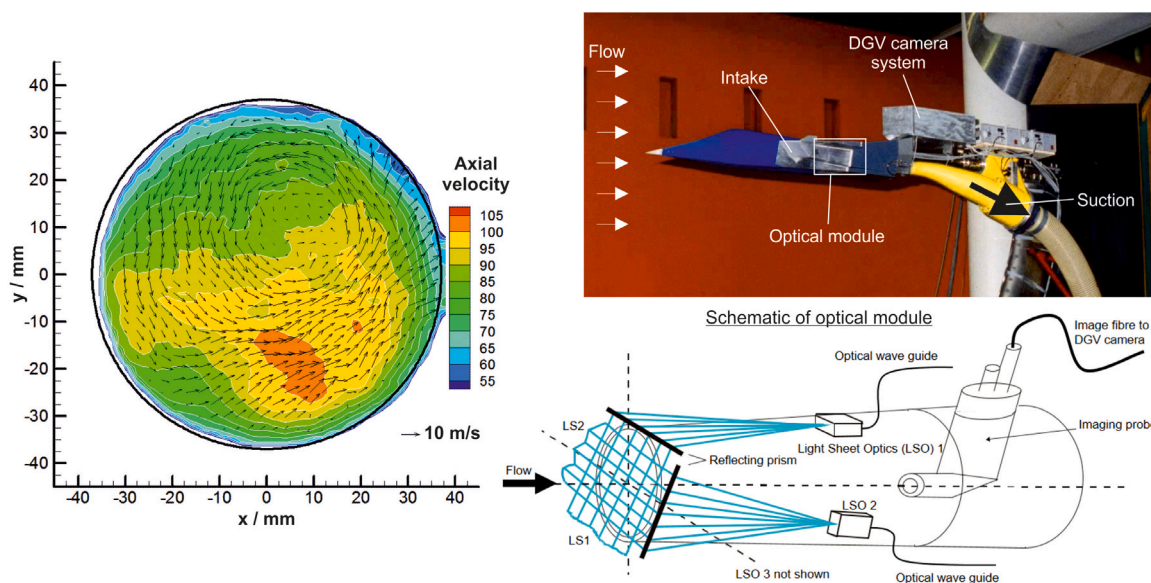 y / mm
40
30
20
10
0
-10
-20
-30
-40
-40 -30 -20 -10 0 10 20 30 40
x / mm
Axial
velocity
105
100
95
90
85
80
75
70
65
60
55
10 m/s
Flow
Intake
DGV camera
system
Optical module
Suction
Schematic of optical module
Image fibre to
DGV camera
Optical wave guide
LS2
Light Sheet Optics (LSO) 1
Imaging probe
Reflecting prism
Flow
LSO 2
LS1
LSO 3 not shown
Optical wave guide